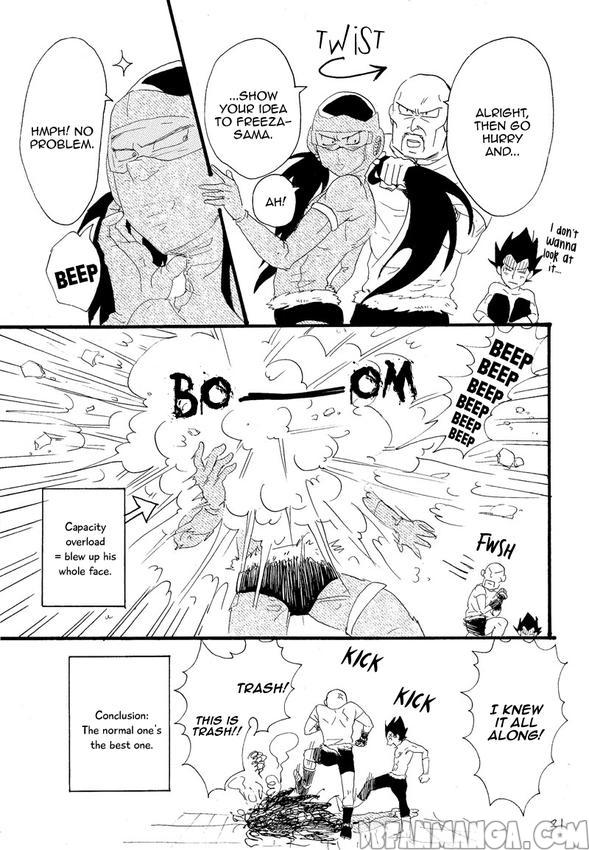 TWIST
ALRIGHT,
THEN GO
HURRY
AND...
...SHOW
YOUR IDEA
TO FREEZA-
SAMA.
AH!
HMPH! NO
PROBLEM.
BEEP
I don't
wanna
look at
it...
BEEP
BEEP
BEEP
BEEP
BEEP
BEEP
BO—OM
Capacity
overload
= blew up his
whole face.
FWSH
I KNEW
IT ALL
ALONG!
KICK
KICK
TRASH!
THIS IS
TRASH!!
Conclusion:
The normal one's
the best one.
21
DBFANMANGA.COM